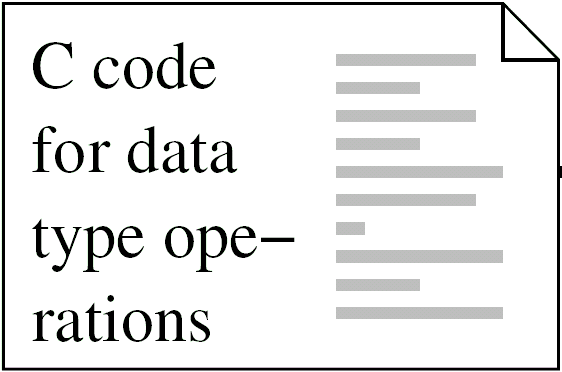 C code
for data
type ope–
rations